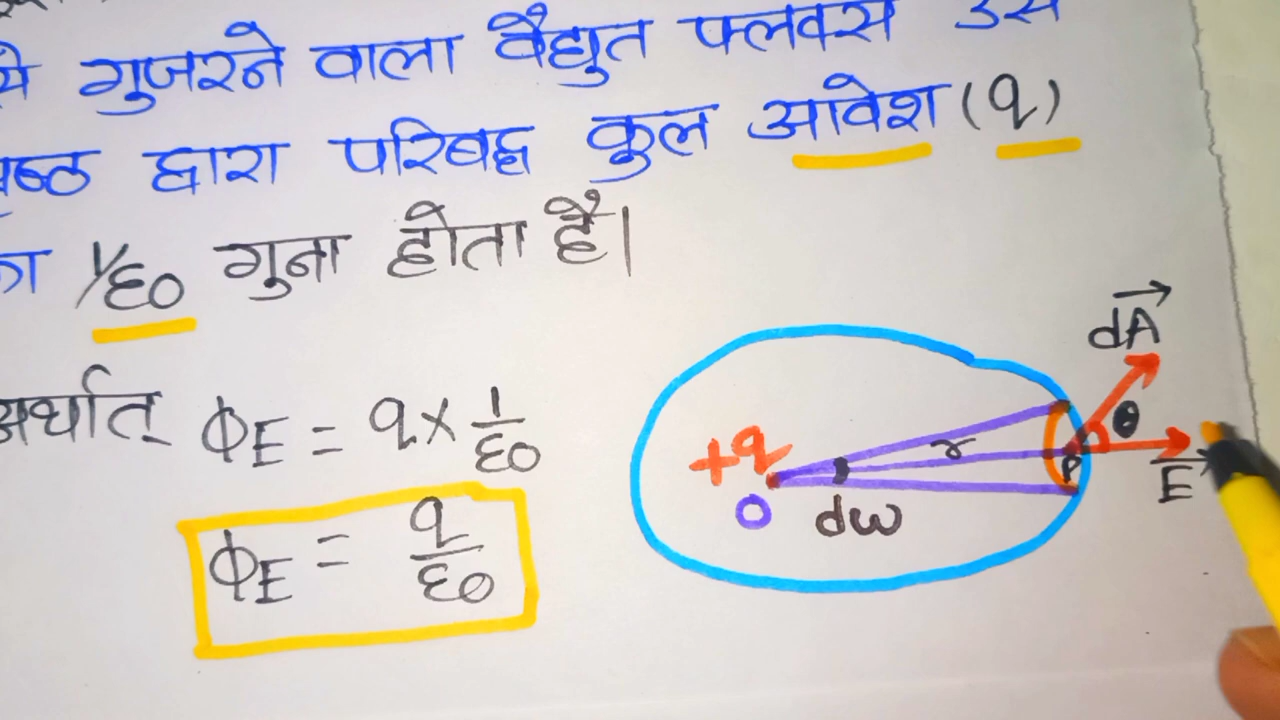 से गुजरने वाला वैद्युत फ्लक्स उस
द्वारा परिबद्ध कुल आवेश (q)
का 1/ε0 गुना होता है।
अर्थात् ΦE = q × 1/ε0
ΦE = q/ε0
dA→
θ
E→
+q
O
dω
r
P